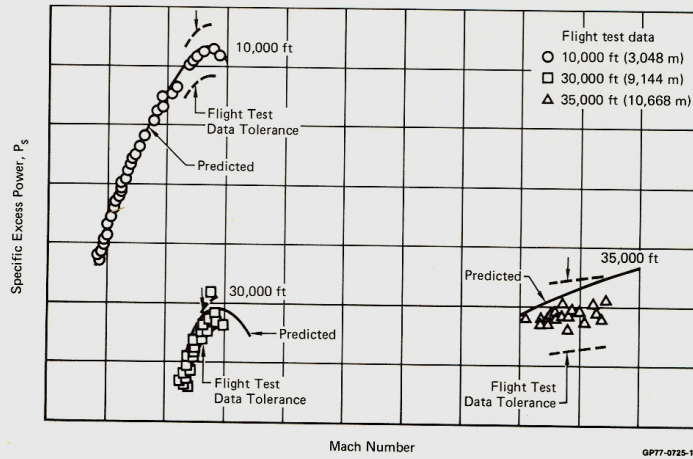 Flight test data
10,000 ft (3,048 m)
30,000 ft (9,144 m)
35,000 ft (10,668 m)
10,000 ft
Flight Test
Data Tolerance
Predicted
Specific Excess Power, Ps
35,000 ft
Predicted
30,000 ft
Predicted
Flight Test
Data Tolerance
Flight Test
Data Tolerance
Mach Number
GP77-0725-1